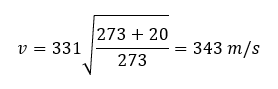 v = 331√((273 + 20)/273) = 343 m/s